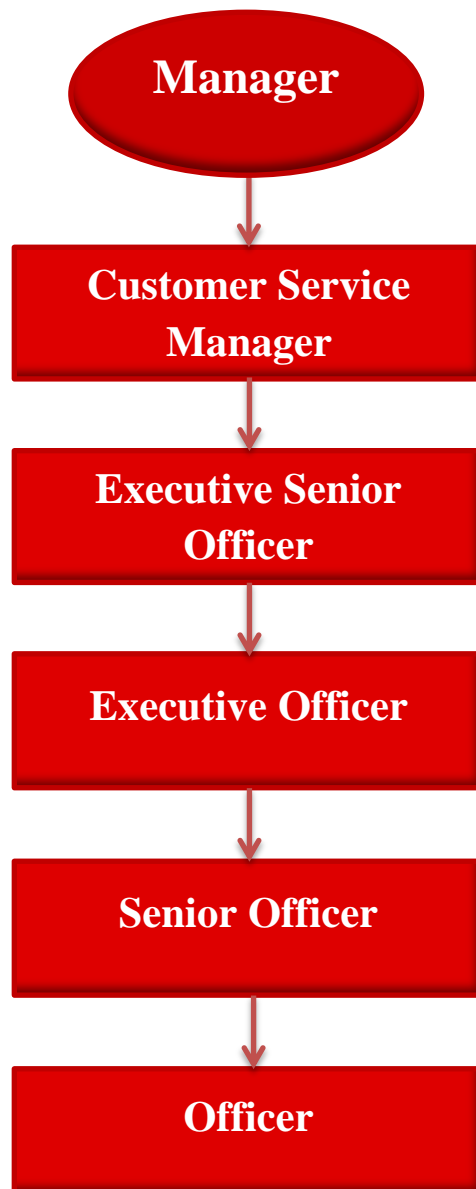 Manager
Customer Service
Manager
Executive Senior
Officer
Executive Officer
Senior Officer
Officer